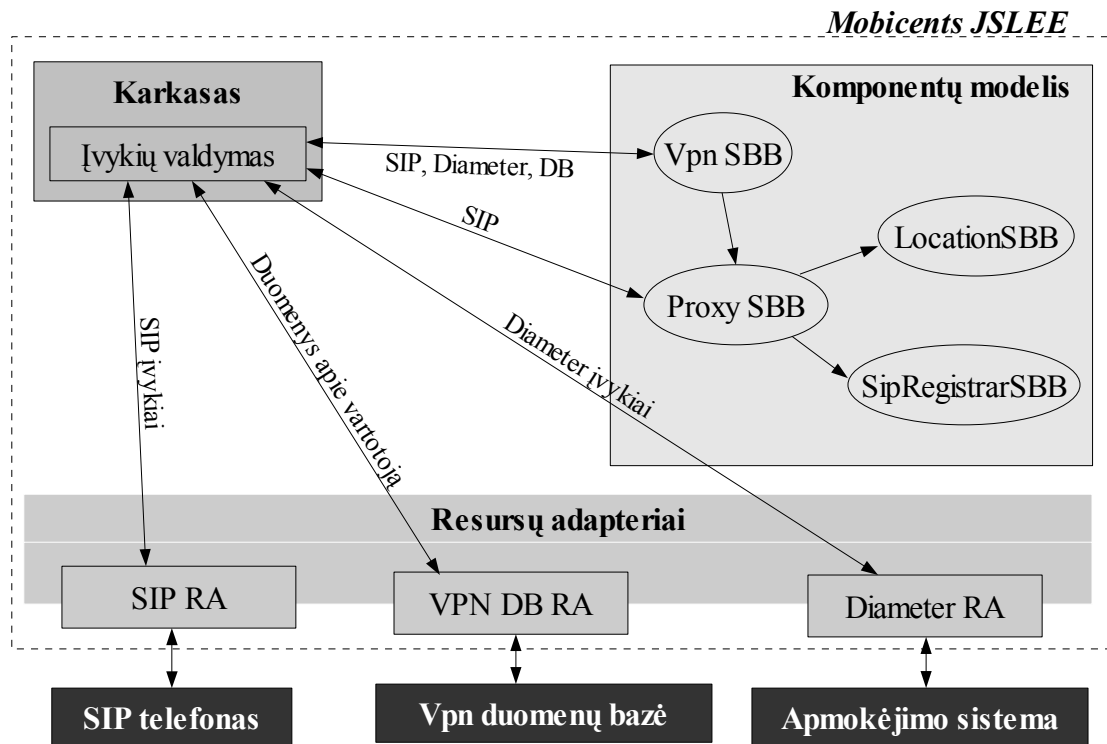 Mobicents JSLEE
Karkasas
Įvykių valdymas
Komponentų modelis
Vpn SBB
SIP, Diameter, DB
SIP
LocationSBB
Proxy SBB
SipRegistrarSBB
SIP įvykiai
Duomenys apie vartotoją
Diameter įvykiai
Resursų adapteriai
SIP RA
VPN DB RA
Diameter RA
SIP telefonas
Vpn duomenų bazė
Apmokėjimo sistema